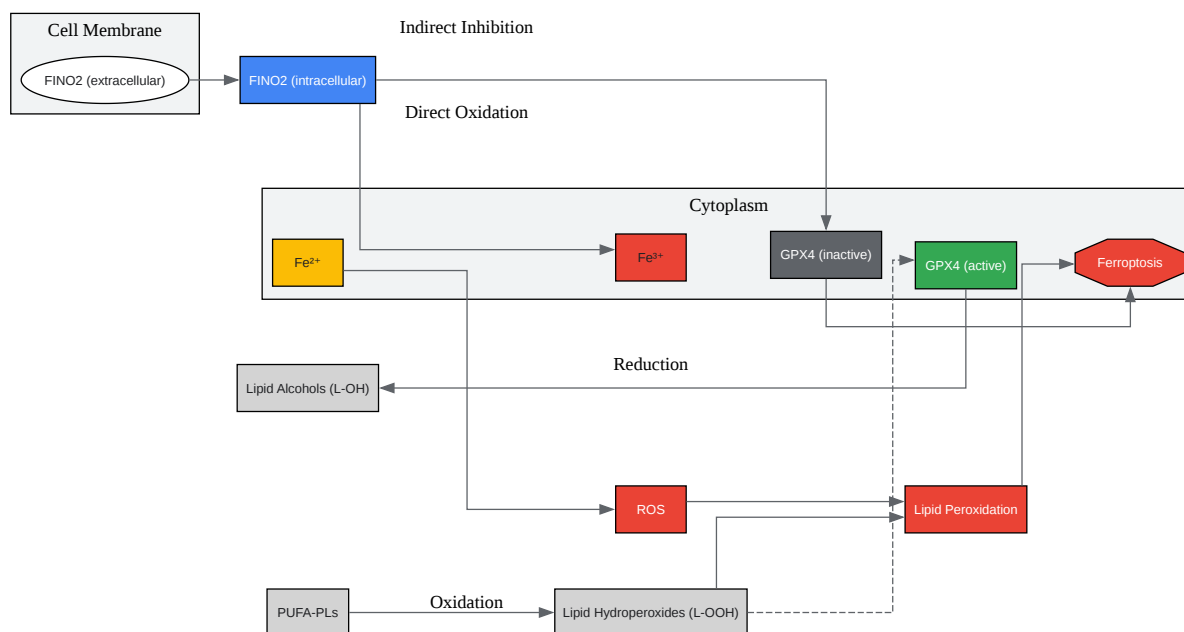 Cell Membrane
Indirect Inhibition
FINO2 (extracellular)
FINO2 (intracellular)
Direct Oxidation
Cytoplasm
Fe²⁺
Fe³⁺
GPX4 (inactive)
GPX4 (active)
Ferroptosis
Reduction
Lipid Alcohols (L-OH)
ROS
Lipid Peroxidation
PUFA-PLs
Oxidation
Lipid Hydroperoxides (L-OOH)